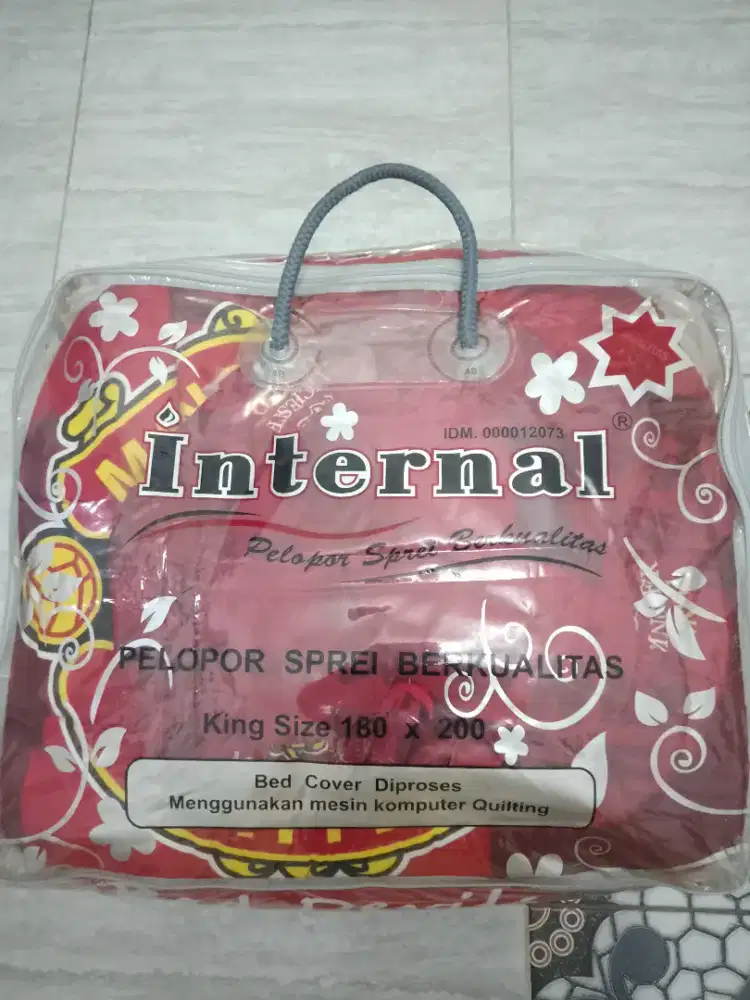 IDM. 000012073
®
internal
Pelopor Sprei Berkualitas
PELOPOR SPREI BERKUALITAS
King Size 180 x 200
Bed Cover Diproses
Menggunakan mesin komputer Quilting